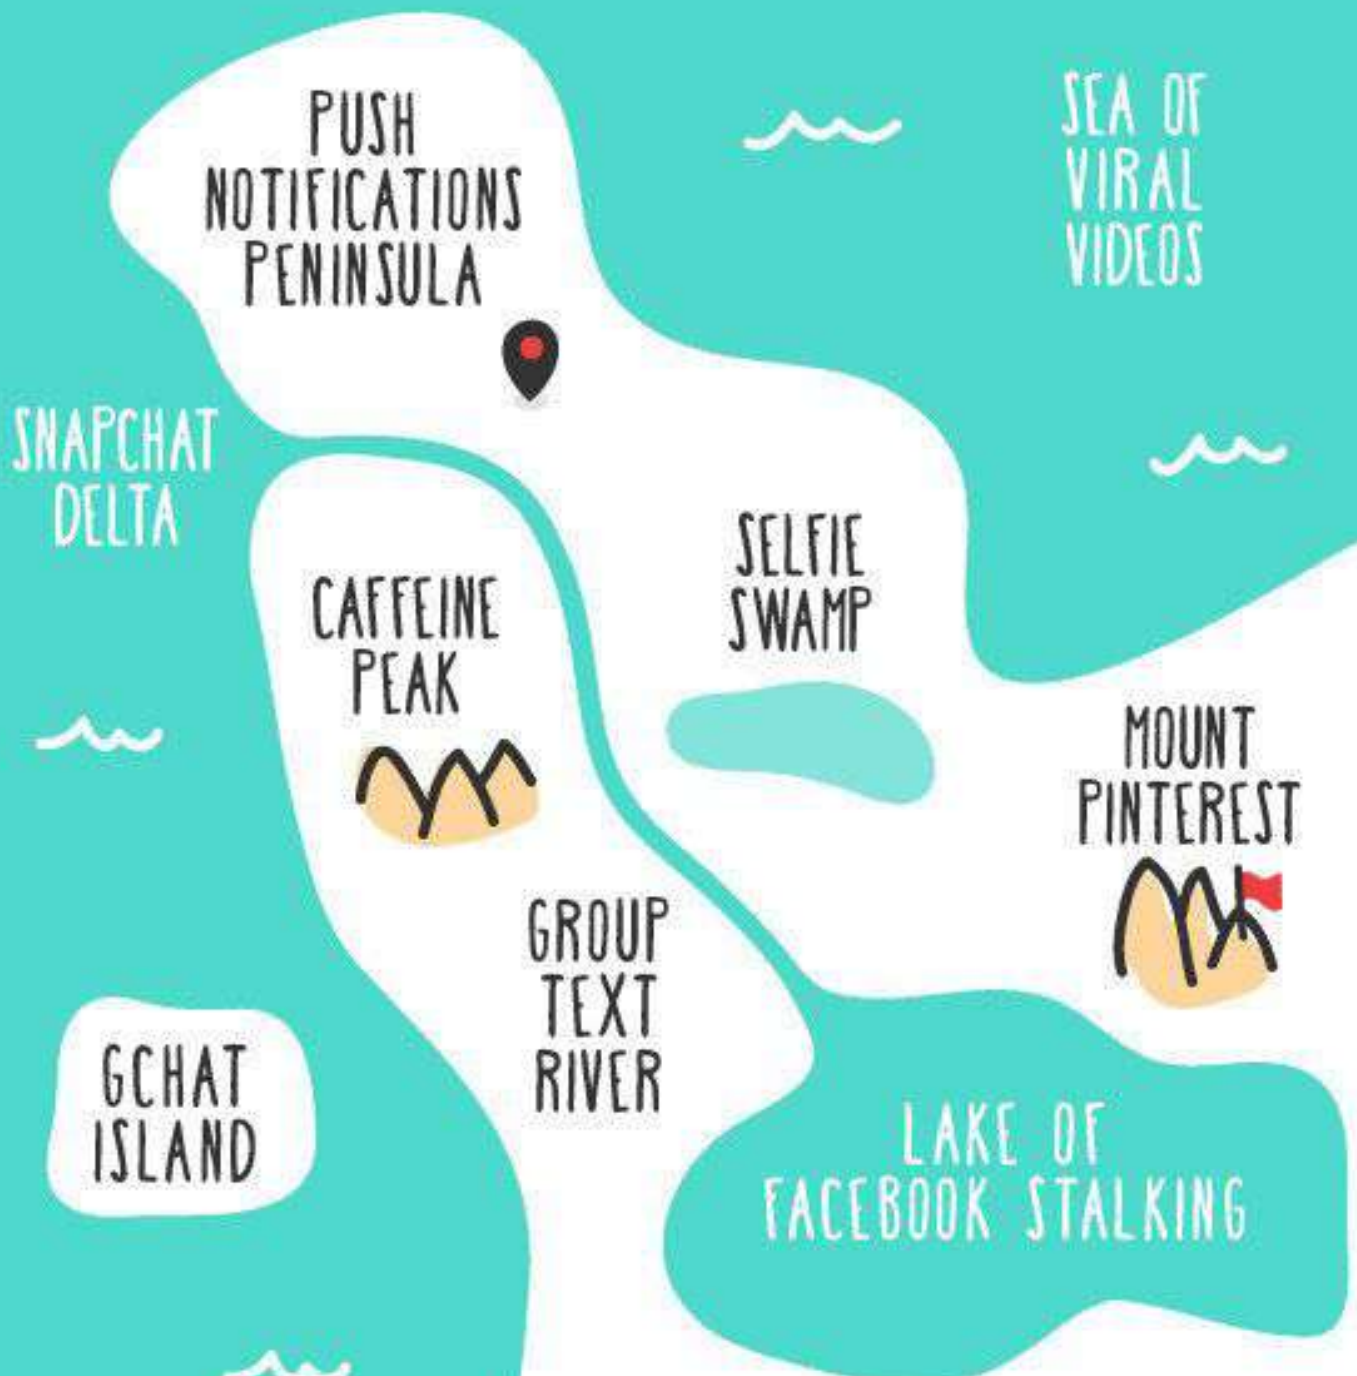 PUSH
NOTIFICATIONS
PENINSULA
SEA OF
VIRAL
VIDEOS
SNAPCHAT
DELTA
CAFFEINE
PEAK
SELFIE
SWAMP
MOUNT
PINTEREST
GROUP
TEXT
RIVER
GCHAT
ISLAND
LAKE OF
FACEBOOK STALKING